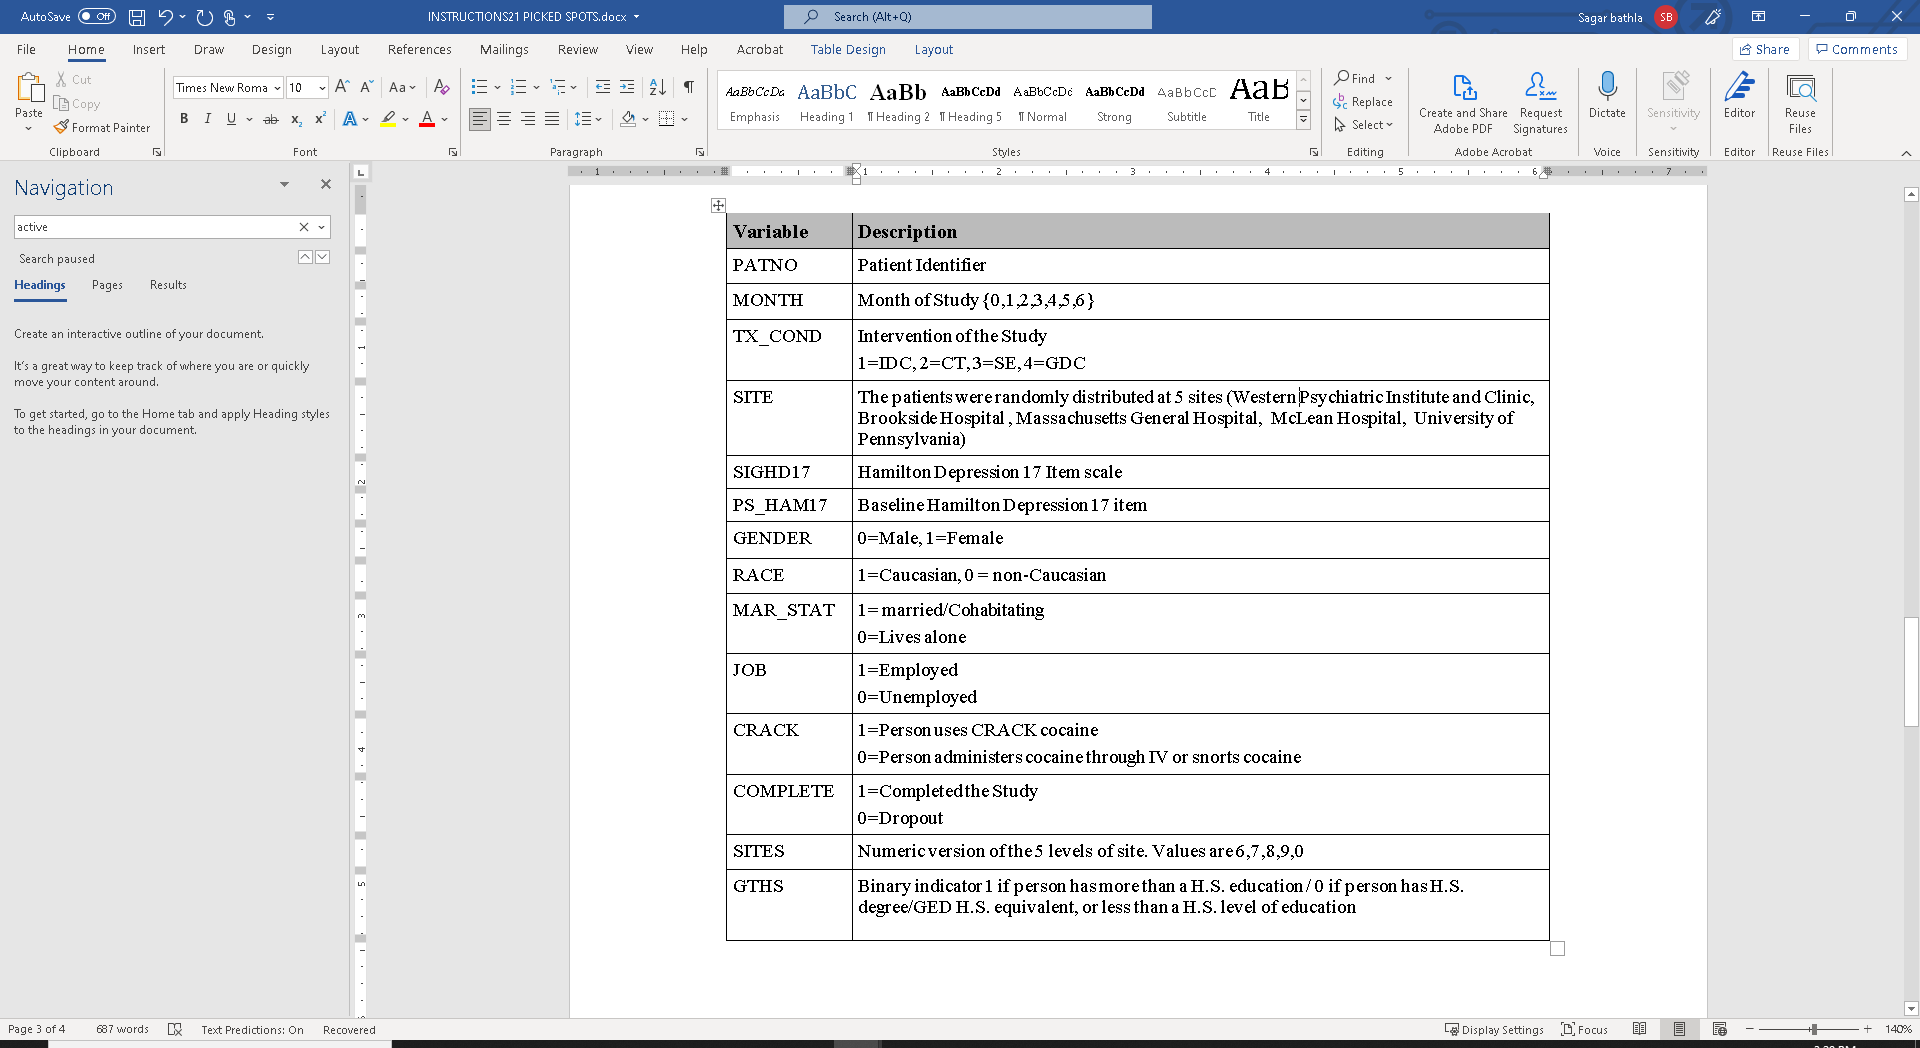 AutoSave Off INSTRUCTIONS21 PICKED SPOTS.docx Search (Alt+Q) Sagar bathla SB
File Home Insert Draw Design Layout References Mailings Review View Help Acrobat Table Design Layout Share Comments
Paste
Cut
Copy
Format Painter
Clipboard
Times New Roma 10
Font
Paragraph
AaBbCcDc AaBbC AaBb AaBbCcDd AaBbCcDc AaBbCcDd AaBbCcD AaB
Emphasis Heading 1 ¶ Heading 2 ¶ Heading 5 ¶ Normal Strong Subtitle Title
Styles
Find
Replace
Select
Editing
Create and Share Adobe PDF
Request Signatures
Adobe Acrobat
Dictate
Voice
Sensitivity
Sensitivity
Editor
Editor
Reuse Files
Reuse Files
Navigation
active
Search paused
Headings Pages Results
Create an interactive outline of your document.
It's a great way to keep track of where you are or quickly
move your content around.
To get started, go to the Home tab and apply Heading styles
to the headings in your document.
1 1 2 3 4 5 6 7
1
2
3
4
5
Variable Description
PATNO Patient Identifier
MONTH Month of Study {0,1,2,3,4,5,6}
TX_COND Intervention of the Study
1=IDC, 2=CT,3=SE,4=GDC
SITE The patients were randomly distributed at 5 sites (Western Psychiatric Institute and Clinic,
Brookside Hospital , Massachusetts General Hospital, McLean Hospital, University of
Pennsylvania)
SIGHD17 Hamilton Depression 17 Item scale
PS_HAM17 Baseline Hamilton Depression 17 item
GENDER 0=Male, 1=Female
RACE 1=Caucasian, 0 = non-Caucasian
MAR_STAT 1= married/Cohabitating
0=Lives alone
JOB 1=Employed
0=Unemployed
CRACK 1=Person uses CRACK cocaine
0=Person administers cocaine through IV or snorts cocaine
COMPLETE 1=Completed the Study
0=Dropout
SITES Numeric version of the 5 levels of site. Values are 6,7,8,9,0
GTHS Binary indicator 1 if person has more than a H.S. education / 0 if person has H.S.
degree/GED H.S. equivalent, or less than a H.S. level of education
Page 3 of 4 687 words Text Predictions: On Recovered Display Settings Focus 140%